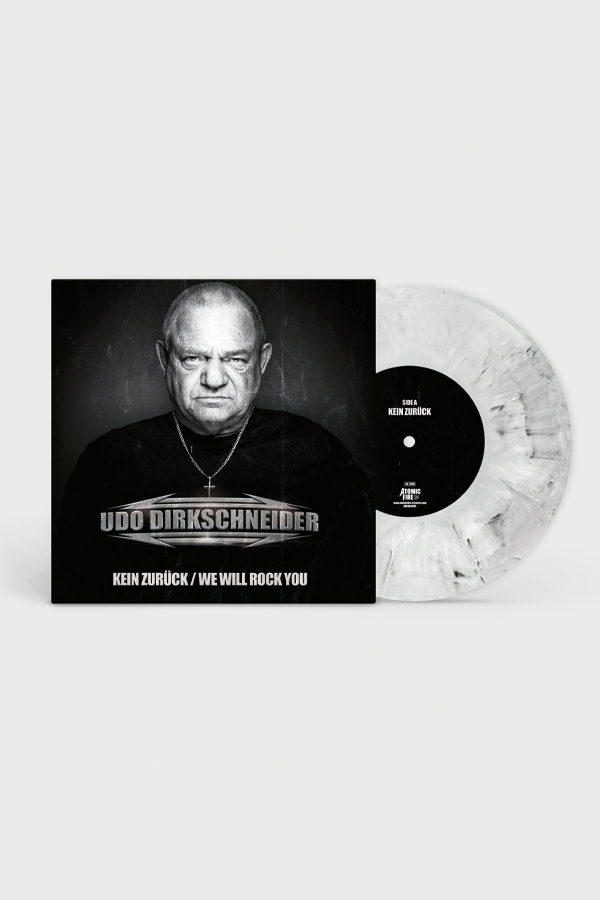 UDO DIRKSCHNEIDER
KEIN ZURÜCK / WE WILL ROCK YOU
SIDE A
KEIN ZURÜCK
ATOMIC
FIRE